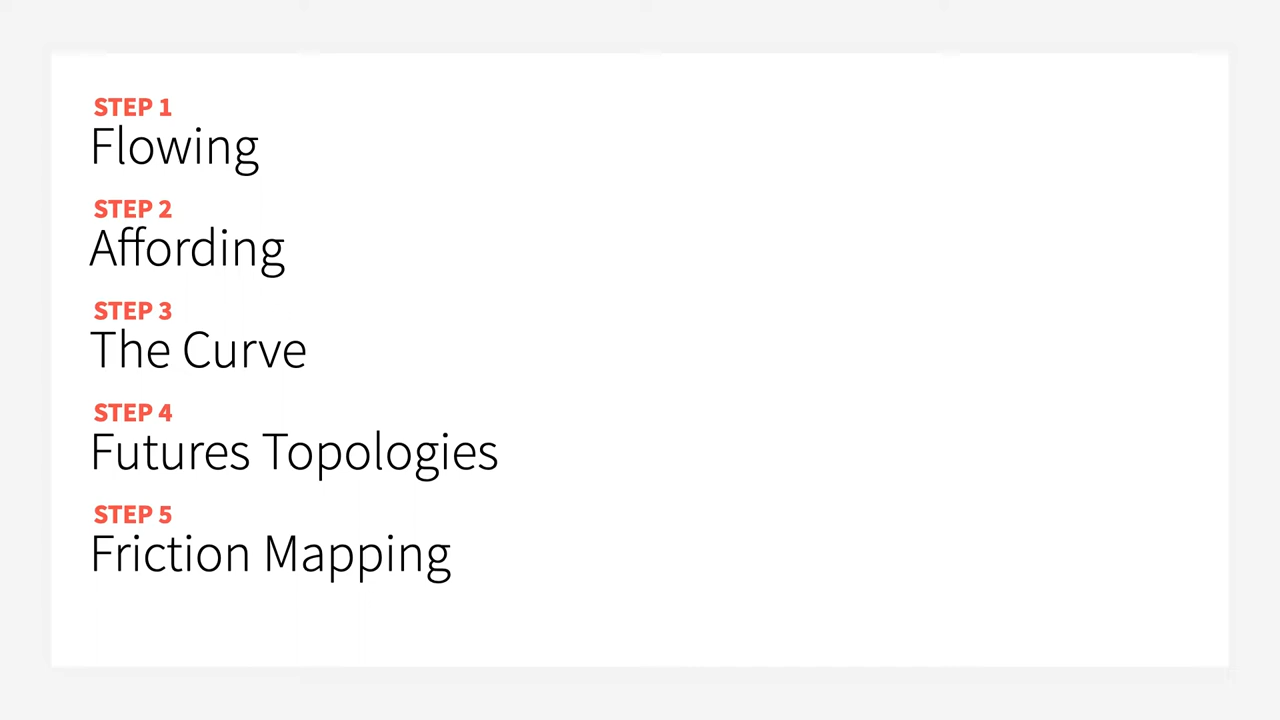 STEP 1
Flowing
STEP 2
Affording
STEP 3
The Curve
STEP 4
Futures Topologies
STEP 5
Friction Mapping